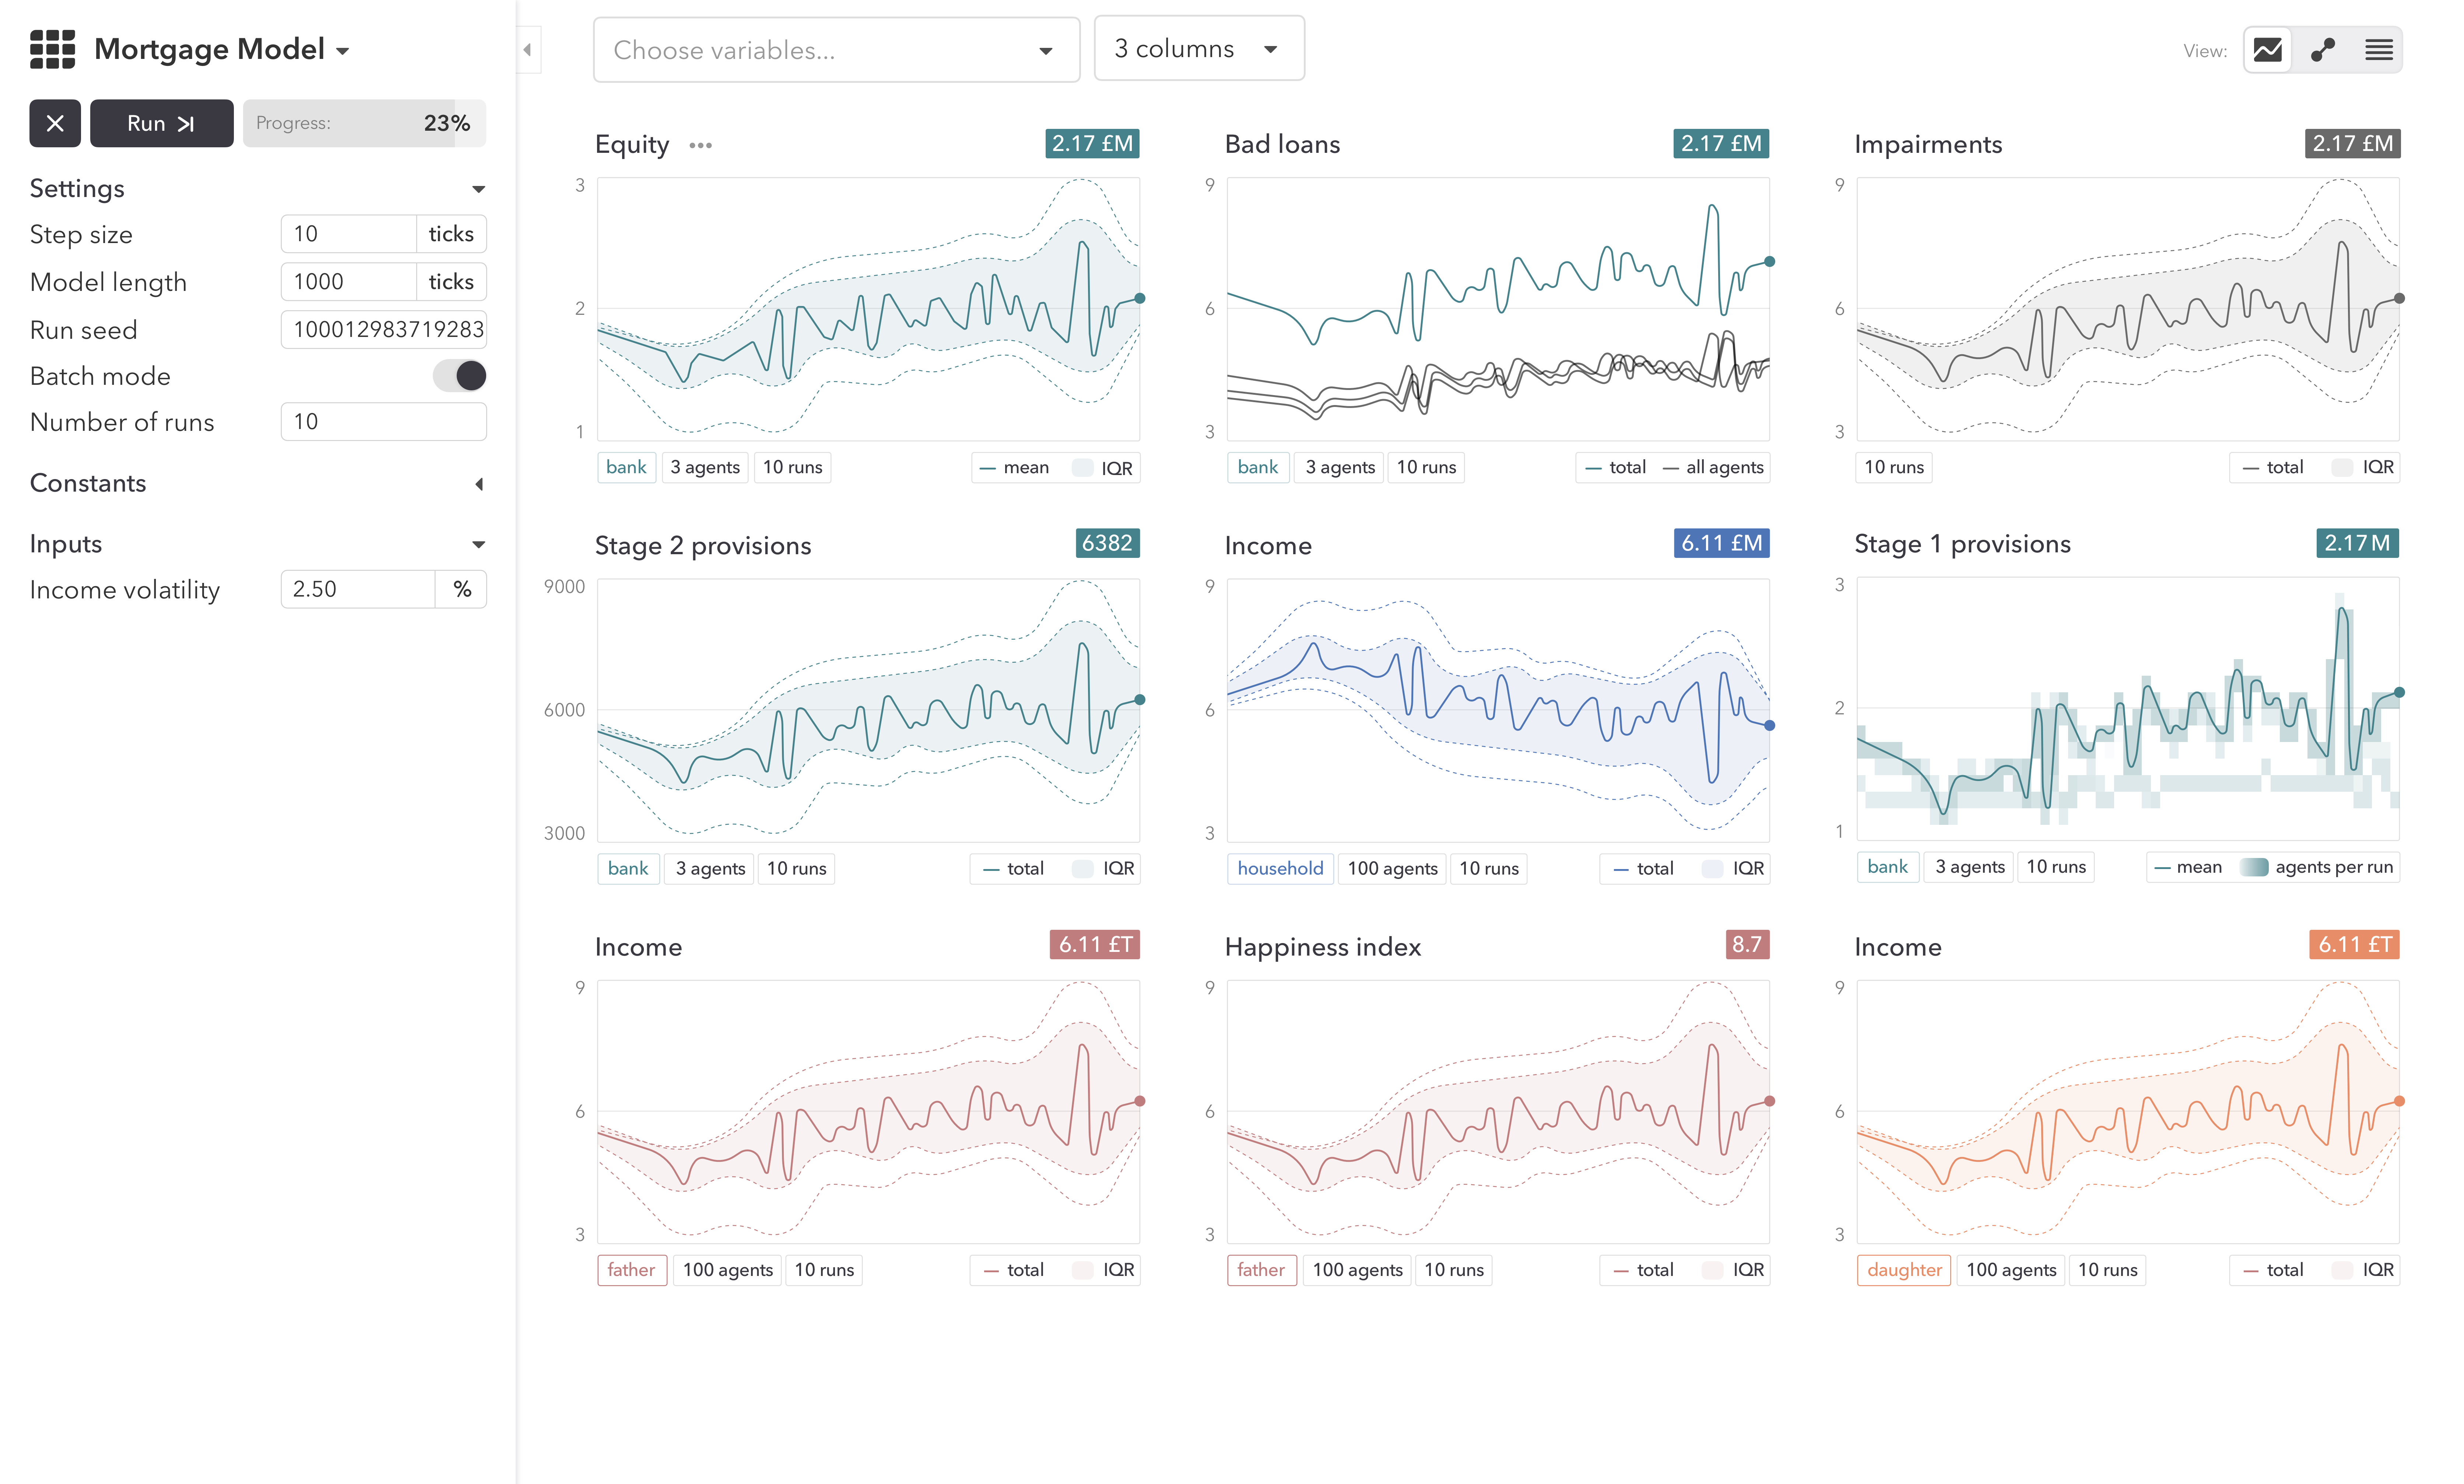 Mortgage Model
Run
Progress: 23%
Settings
Step size 10 ticks
Model length 1000 ticks
Run seed 100012983719283
Batch mode
Number of runs 10
Constants
Inputs
Income volatility 2.50 %
Choose variables...
3 columns
View:
Equity ••• 2.17 £M
3
2
1
bank 3 agents 10 runs mean IQR
Bad loans 2.17 £M
9
6
3
bank 3 agents 10 runs total all agents
Impairments 2.17 £M
9
6
3
10 runs total IQR
Stage 2 provisions 6382
9000
6000
3000
bank 3 agents 10 runs total IQR
Income 6.11 £M
9
6
3
household 100 agents 10 runs total IQR
Stage 1 provisions 2.17 M
3
2
1
bank 3 agents 10 runs mean agents per run
Income 6.11 £T
9
6
3
father 100 agents 10 runs total IQR
Happiness index 8.7
9
6
3
father 100 agents 10 runs total IQR
Income 6.11 £T
9
6
3
daughter 100 agents 10 runs total IQR